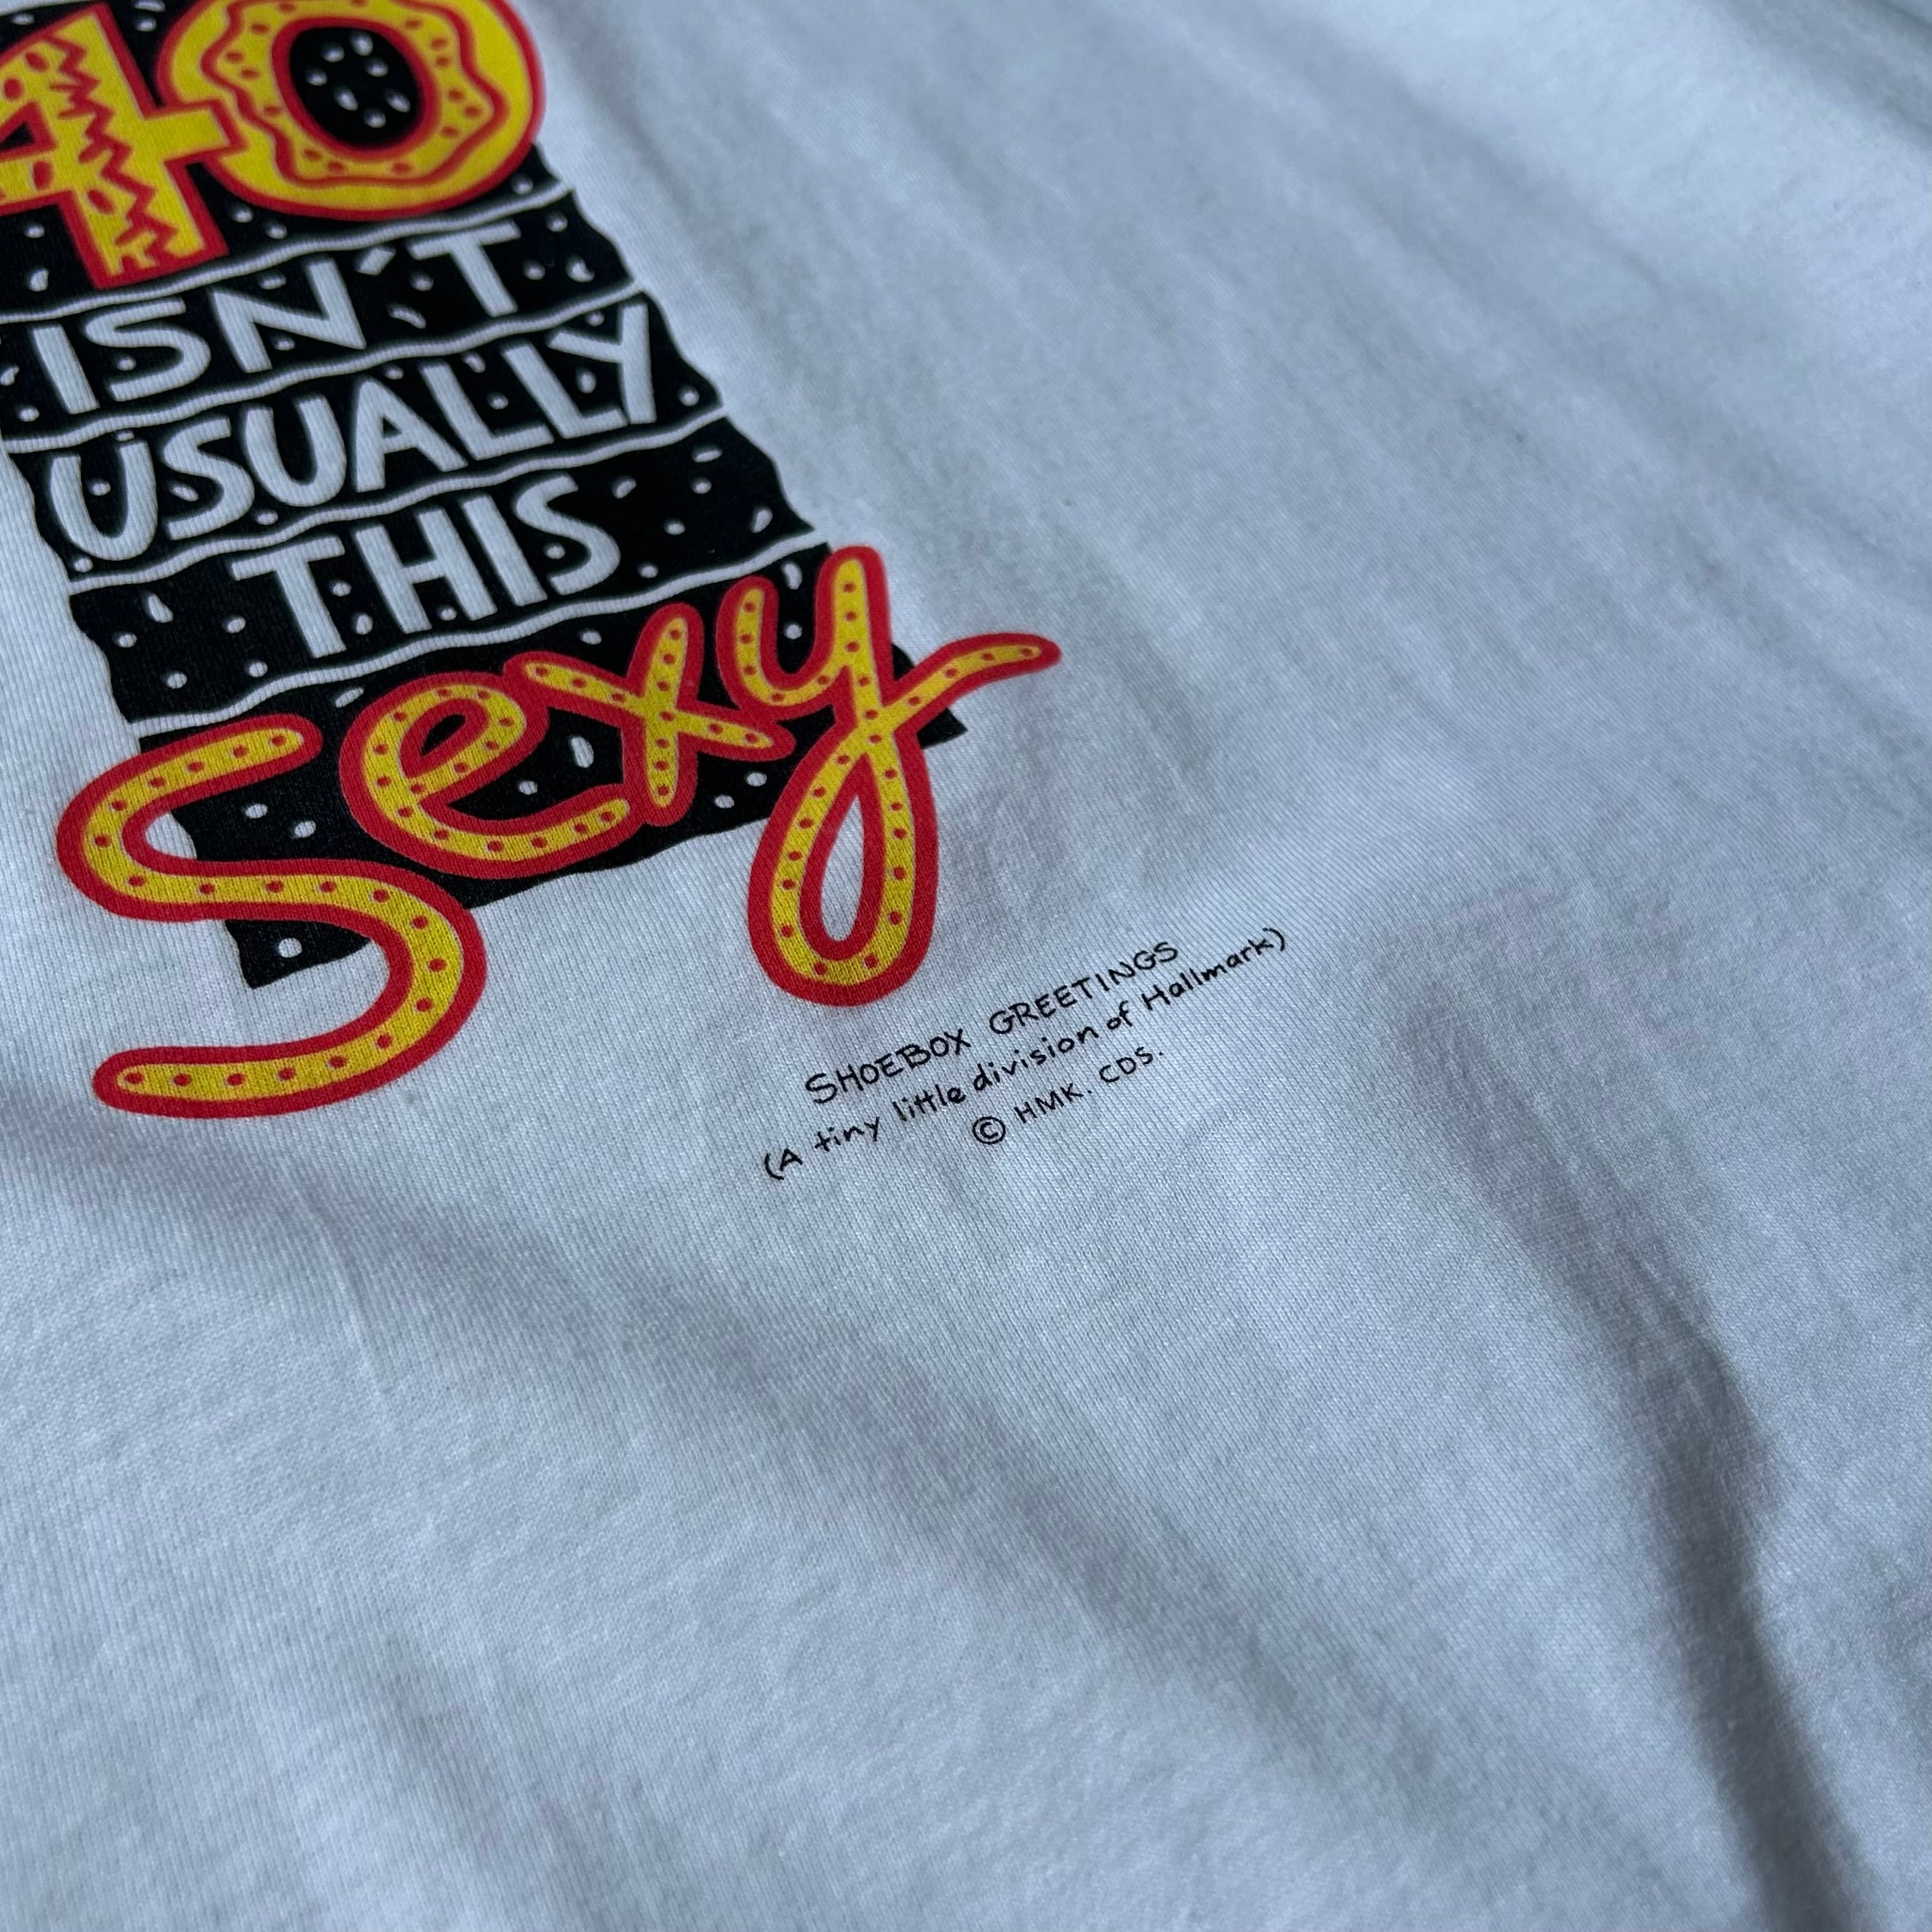 40
ISN'T
USUALLY
THIS
Sexy
SHOEBOX GREETINGS
(A tiny little division of Hallmark)
© HMK. CDS.